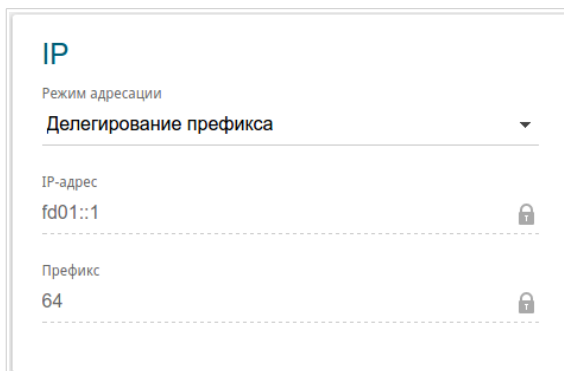 IP
Режим адресации
Делегирование префикса
IP-адрес
fd01::1
Префикс
64